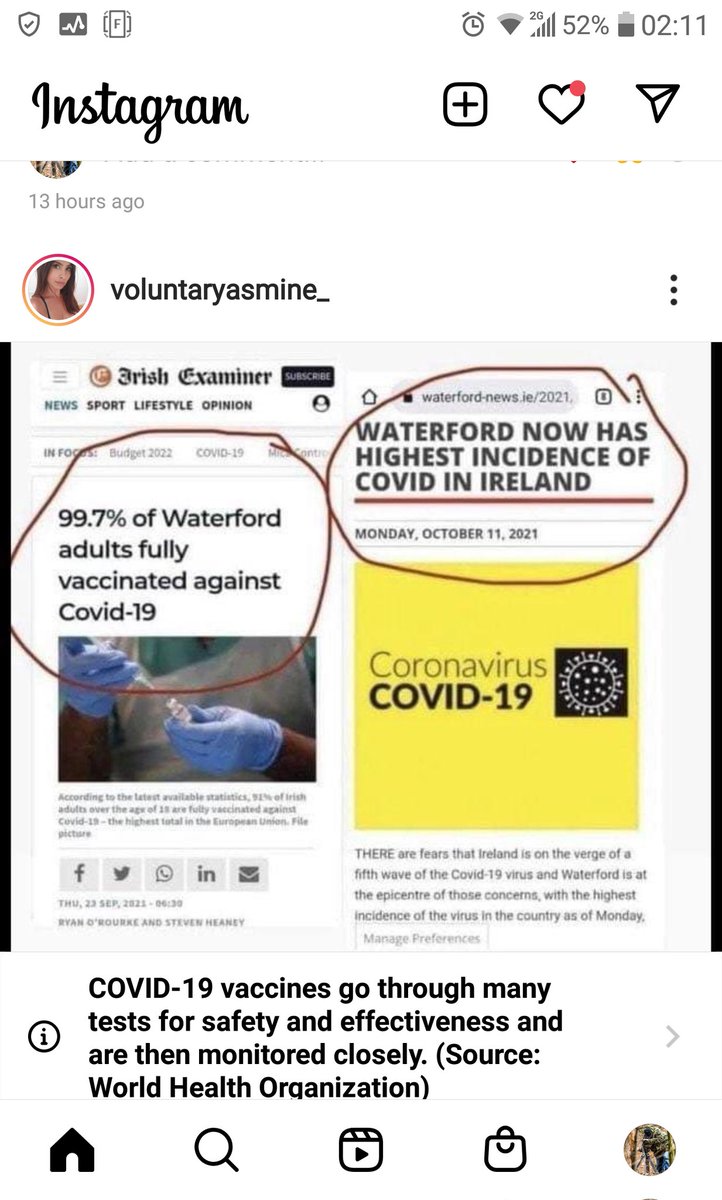 2G 52% 02:11
Instagram
13 hours ago
voluntaryasmine_
Irish Examiner SUBSCRIBE
NEWS SPORT LIFESTYLE OPINION
IN FOCUS: Budget 2022 COVID-19
99.7% of Waterford
adults fully
vaccinated against
Covid-19
According to the latest available statistics, 91% of Irish
adults over the age of 18 are fully vaccinated against
Covid-19 – the highest total in the European Union. File
picture
THU, 23 SEP, 2021 - 06:30
RYAN O'ROURKE AND STEVEN HEANEY
waterford-news.ie/2021.
WATERFORD NOW HAS
HIGHEST INCIDENCE OF
COVID IN IRELAND
MONDAY, OCTOBER 11, 2021
Coronavirus
COVID-19
THERE are fears that Ireland is on the verge of a
fifth wave of the Covid-19 virus and Waterford is at
the epicentre of those concerns, with the highest
incidence of the virus in the country as of Monday,
Manage Preferences
COVID-19 vaccines go through many
tests for safety and effectiveness and
are then monitored closely. (Source:
World Health Organization)